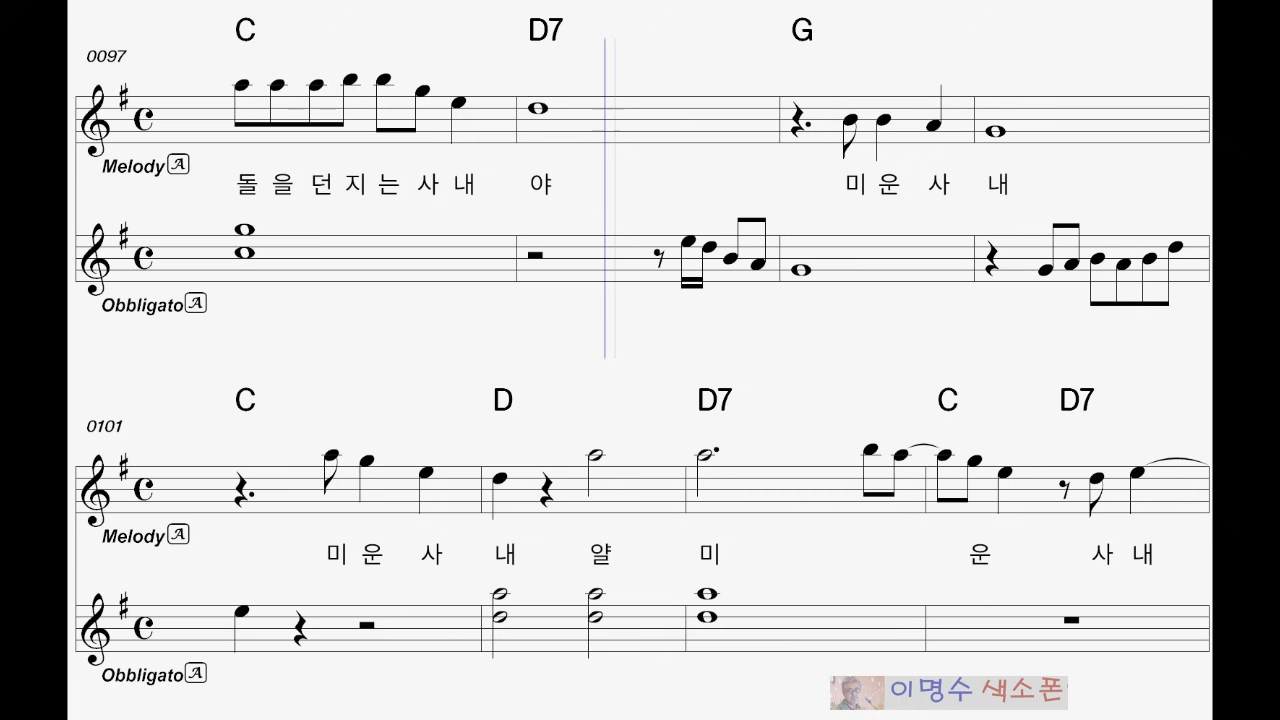 C D7 G
0097
Melody A
돌 을 던 지 는 사 내 야 미 운 사 내
Obbligato A
C D D7 C D7
0101
Melody A
미 운 사 내 얄 미 운 사 내
Obbligato A
이명수 색소폰